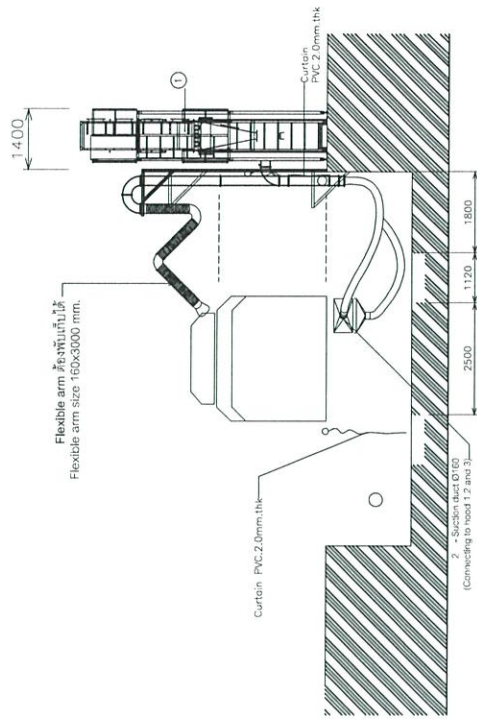 1400
1
Curtain
PVC.2.0mm.thk
Flexible arm ต้องพับเก็บได้
Flexible arm size 160x3000 mm.
Curtain PVC.2.0mm.thk
1800
1120
2500
2 - Suction duct Ø160
(Connecting to hood 1.2 and 3)